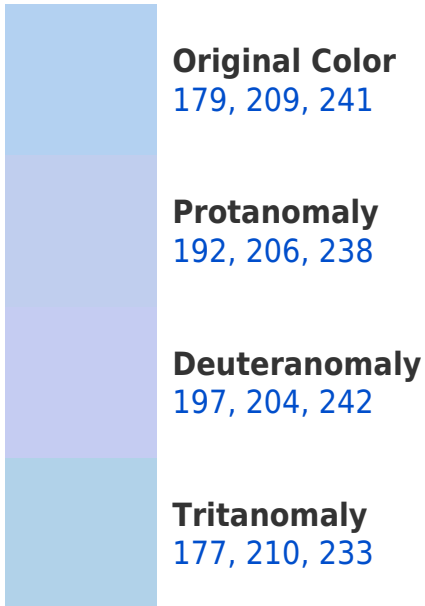 Original Color
179, 209, 241
Protanomaly
192, 206, 238
Deuteranomaly
197, 204, 242
Tritanomaly
177, 210, 233